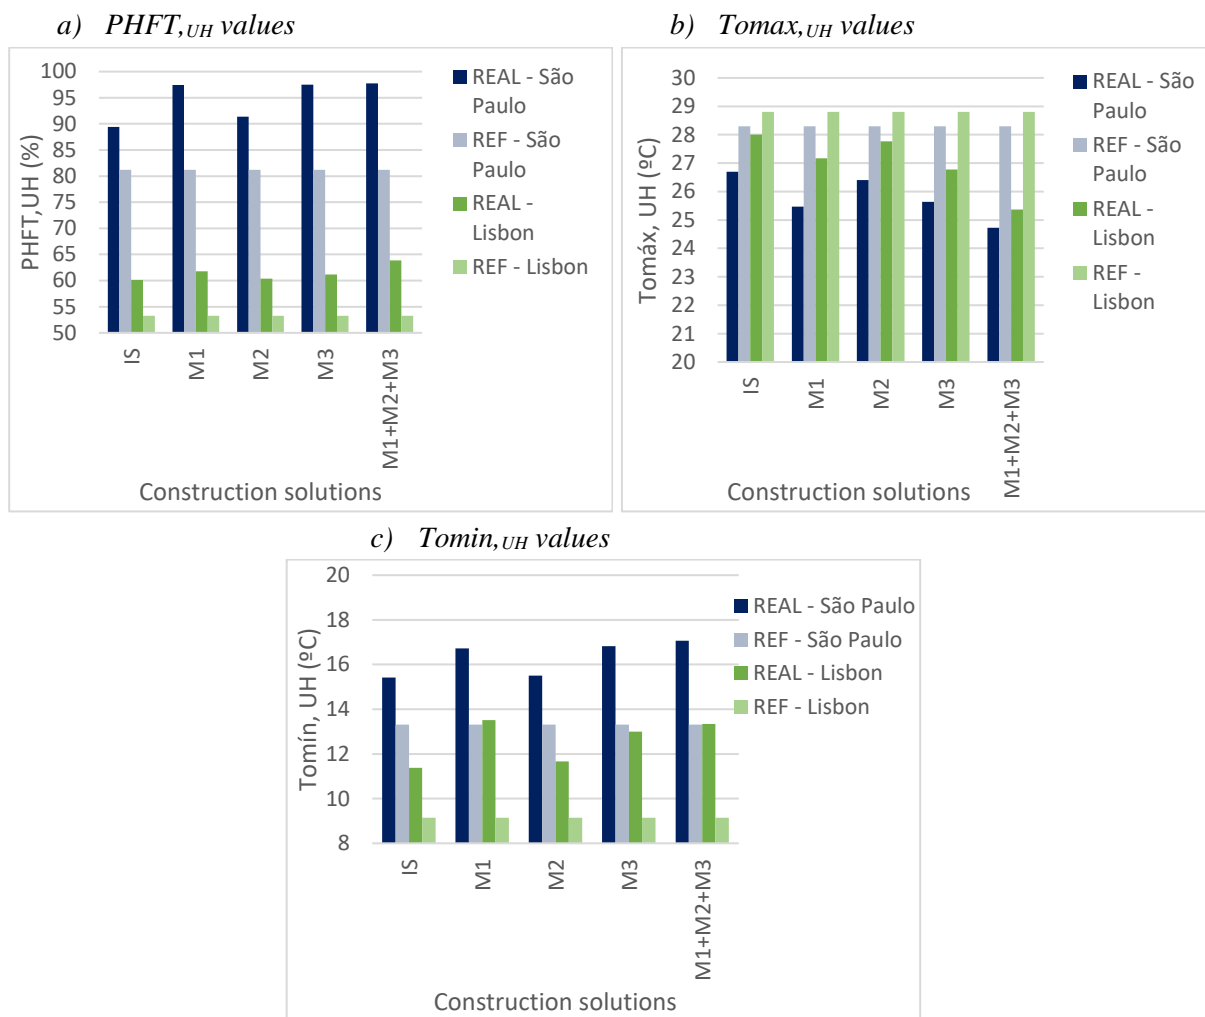 a) PHFT,UH values
100
95
90
85
80
75
70
65
60
55
50
PHFT,UH (%)
IS
M1
M2
M3
M1+M2+M3
Construction solutions
REAL - São
Paulo
REF - São
Paulo
REAL -
Lisbon
REF - Lisbon
b) Tomax,UH values
30
29
28
27
26
25
24
23
22
21
20
Tomáx, UH (ºC)
IS
M1
M2
M3
M1+M2+M3
Construction solutions
REAL - São
Paulo
REF - São
Paulo
REAL -
Lisbon
REF -
Lisbon
c) Tomin,UH values
20
18
16
14
12
10
8
Tomín, UH (ºC)
IS
M1
M2
M3
M1+M2+M3
Construction solutions
REAL - São Paulo
REF - São Paulo
REAL - Lisbon
REF - Lisbon